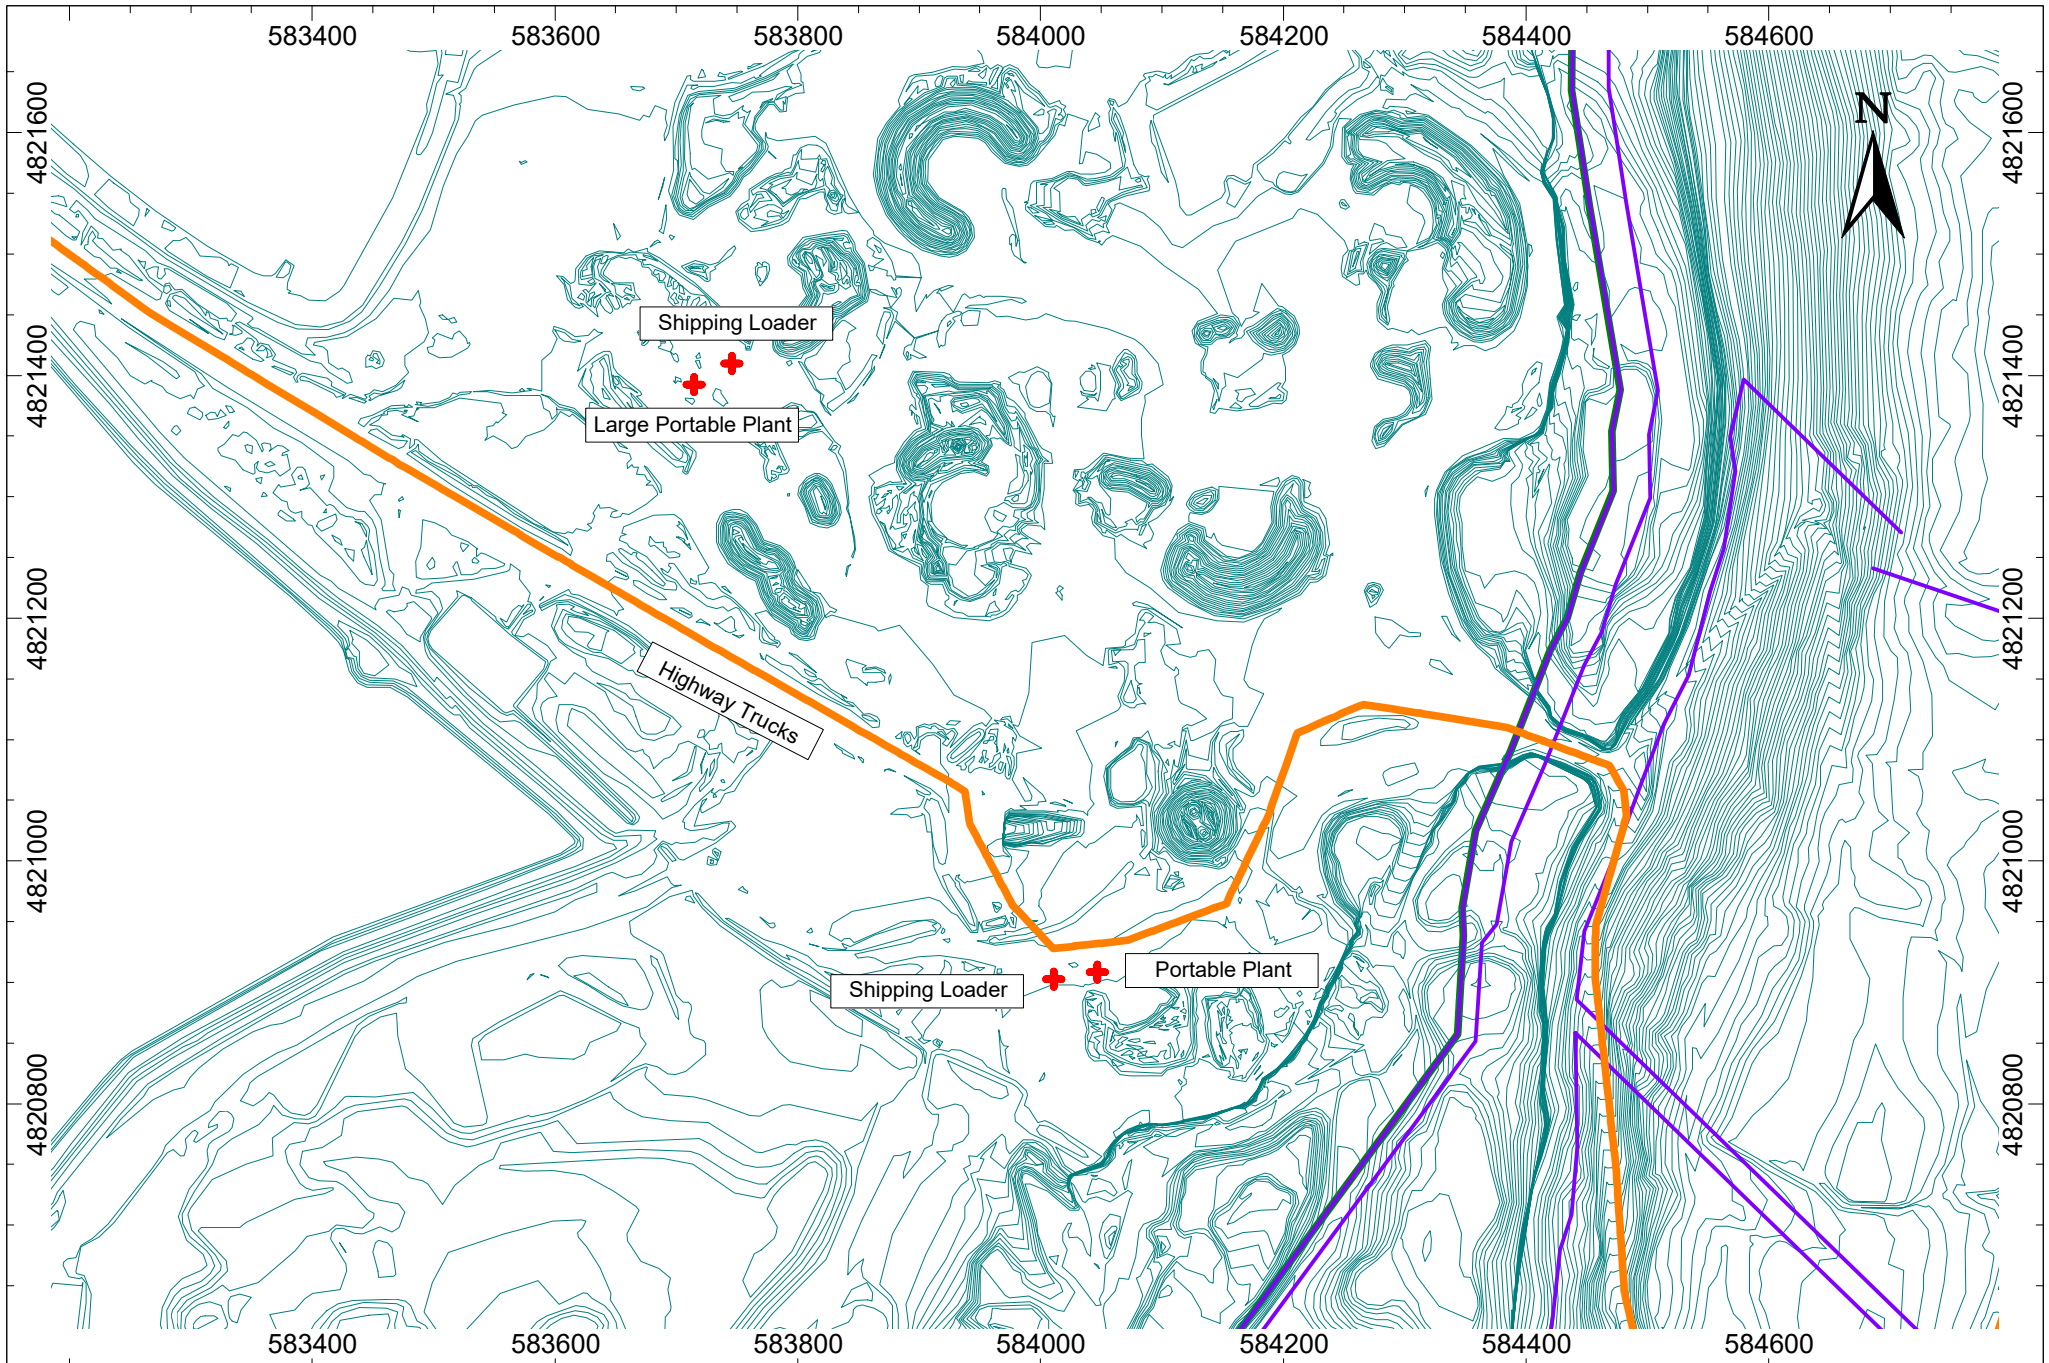 583400 583600 583800 584000 584200 584400 584600
N
4821600 4821600
Shipping Loader
4821400 4821400
Large Portable Plant
4821200 4821200
Highway Trucks
4821000 4821000
Portable Plant
Shipping Loader
4820800 4820800
583400 583600 583800 584000 584200 584400 584600